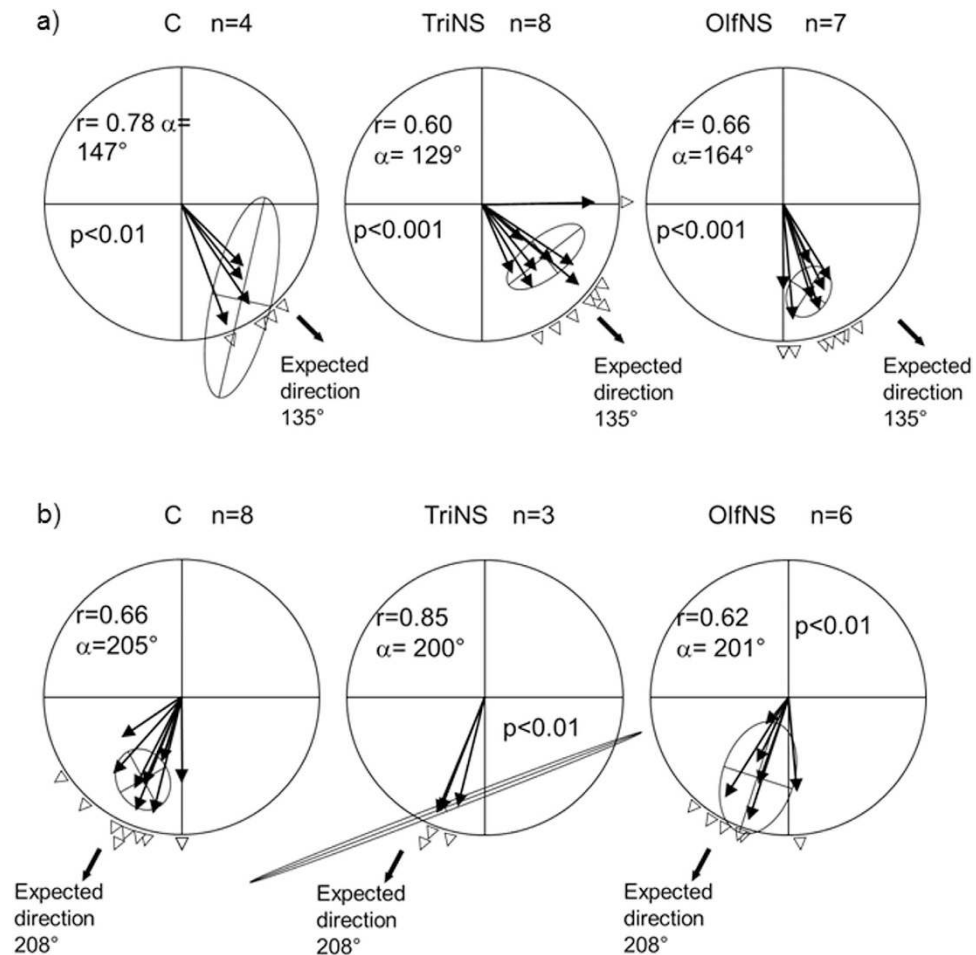 a)
C n=4
TriNS n=8
OlfNS n=7
r= 0.78 α=
147°
p<0.01
r= 0.60
α= 129°
p<0.001
r= 0.66
α=164°
p<0.001
Expected
direction
135°
Expected
direction
135°
Expected
direction
135°
b)
C n=8
TriNS n=3
OlfNS n=6
r=0.66
α=205°
r=0.85
α= 200°
p<0.01
r=0.62
α= 201°
p<0.01
Expected
direction
208°
Expected
direction
208°
Expected
direction
208°